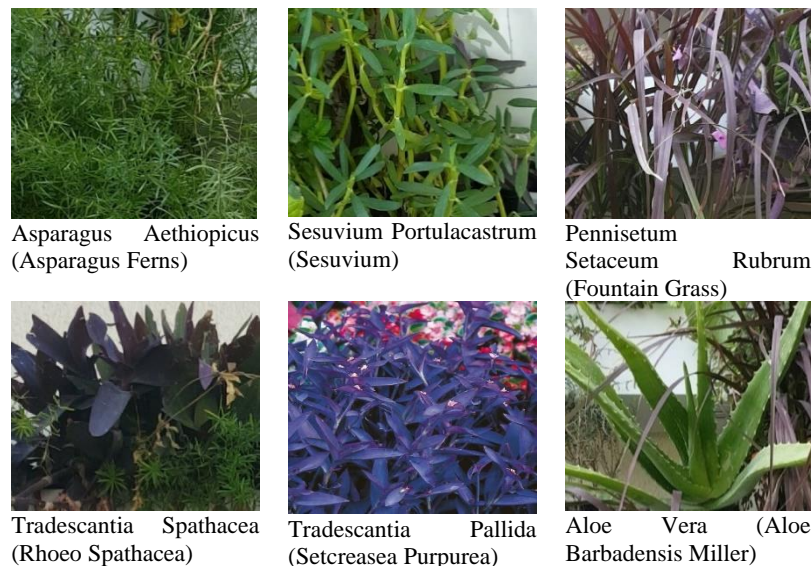 Asparagus Aethiopicus
(Asparagus Ferns)
Sesuvium Portulacastrum
(Sesuvium)
Pennisetum
Setaceum Rubrum
(Fountain Grass)
Tradescantia Spathacea
(Rhoeo Spathacea)
Tradescantia Pallida
(Setcreasea Purpurea)
Aloe Vera (Aloe
Barbadensis Miller)